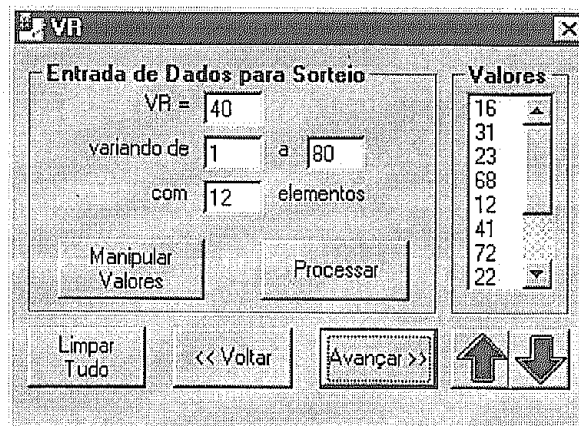 VR
Entrada de Dados para Sorteio
VR = 40
variando de 1 a 80
com 12 elementos
Manipular
Valores
Processar
Valores
16
31
23
68
12
41
72
22
Limpar
Tudo
<< Voltar
Avançar >>